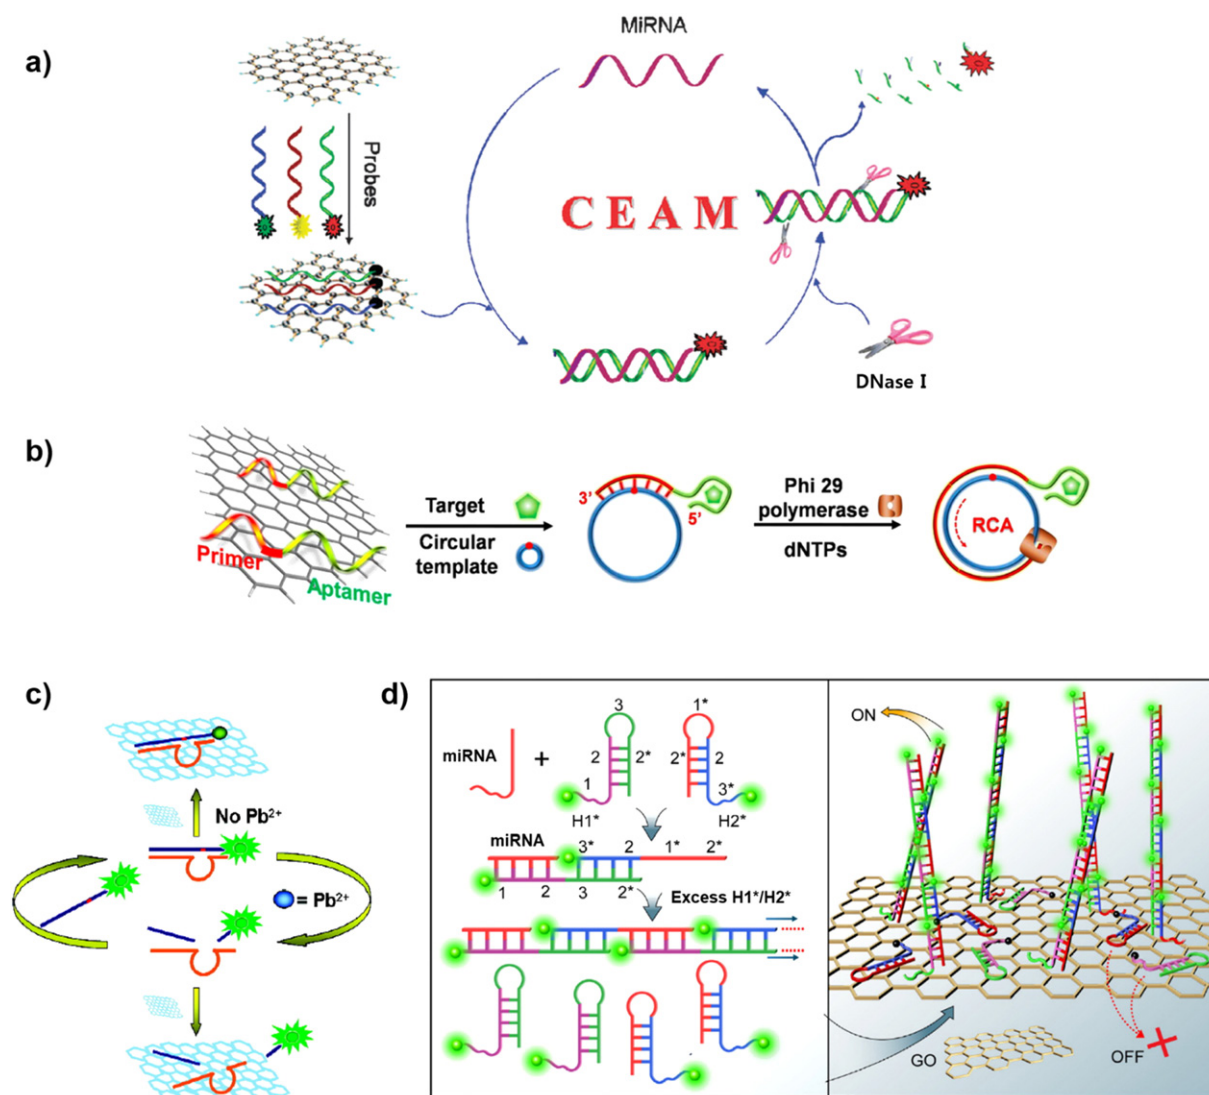 a)
MiRNA
Probes
CEAM
DNase I
b)
Primer
Aptamer
Target
Circular
template
3’
5’
Phi 29
polymerase
dNTPs
RCA
c)
No Pb²⁺
= Pb²⁺
d)
miRNA
+
3
2
2*
1
H1*
1*
2*
2
3*
H2*
miRNA
3*
2
1*
2*
1
2
3
2*
Excess H1*/H2*
ON
GO
OFF